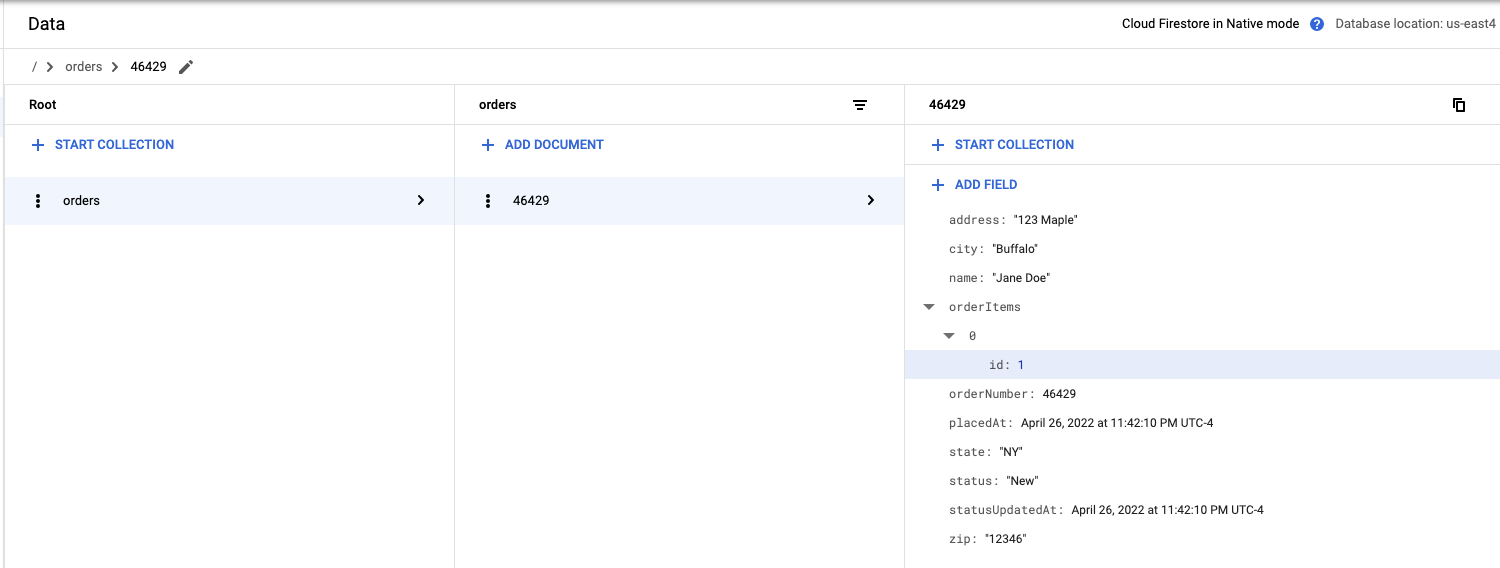 Data
Cloud Firestore in Native mode ? Database location: us-east4
/ > orders > 46429
Root
START COLLECTION
orders
orders
ADD DOCUMENT
46429
46429
START COLLECTION
ADD FIELD
address: "123 Maple"
city: "Buffalo"
name: "Jane Doe"
orderItems
0
id: 1
orderNumber: 46429
placedAt: April 26, 2022 at 11:42:10 PM UTC-4
state: "NY"
status: "New"
statusUpdatedAt: April 26, 2022 at 11:42:10 PM UTC-4
zip: "12346"